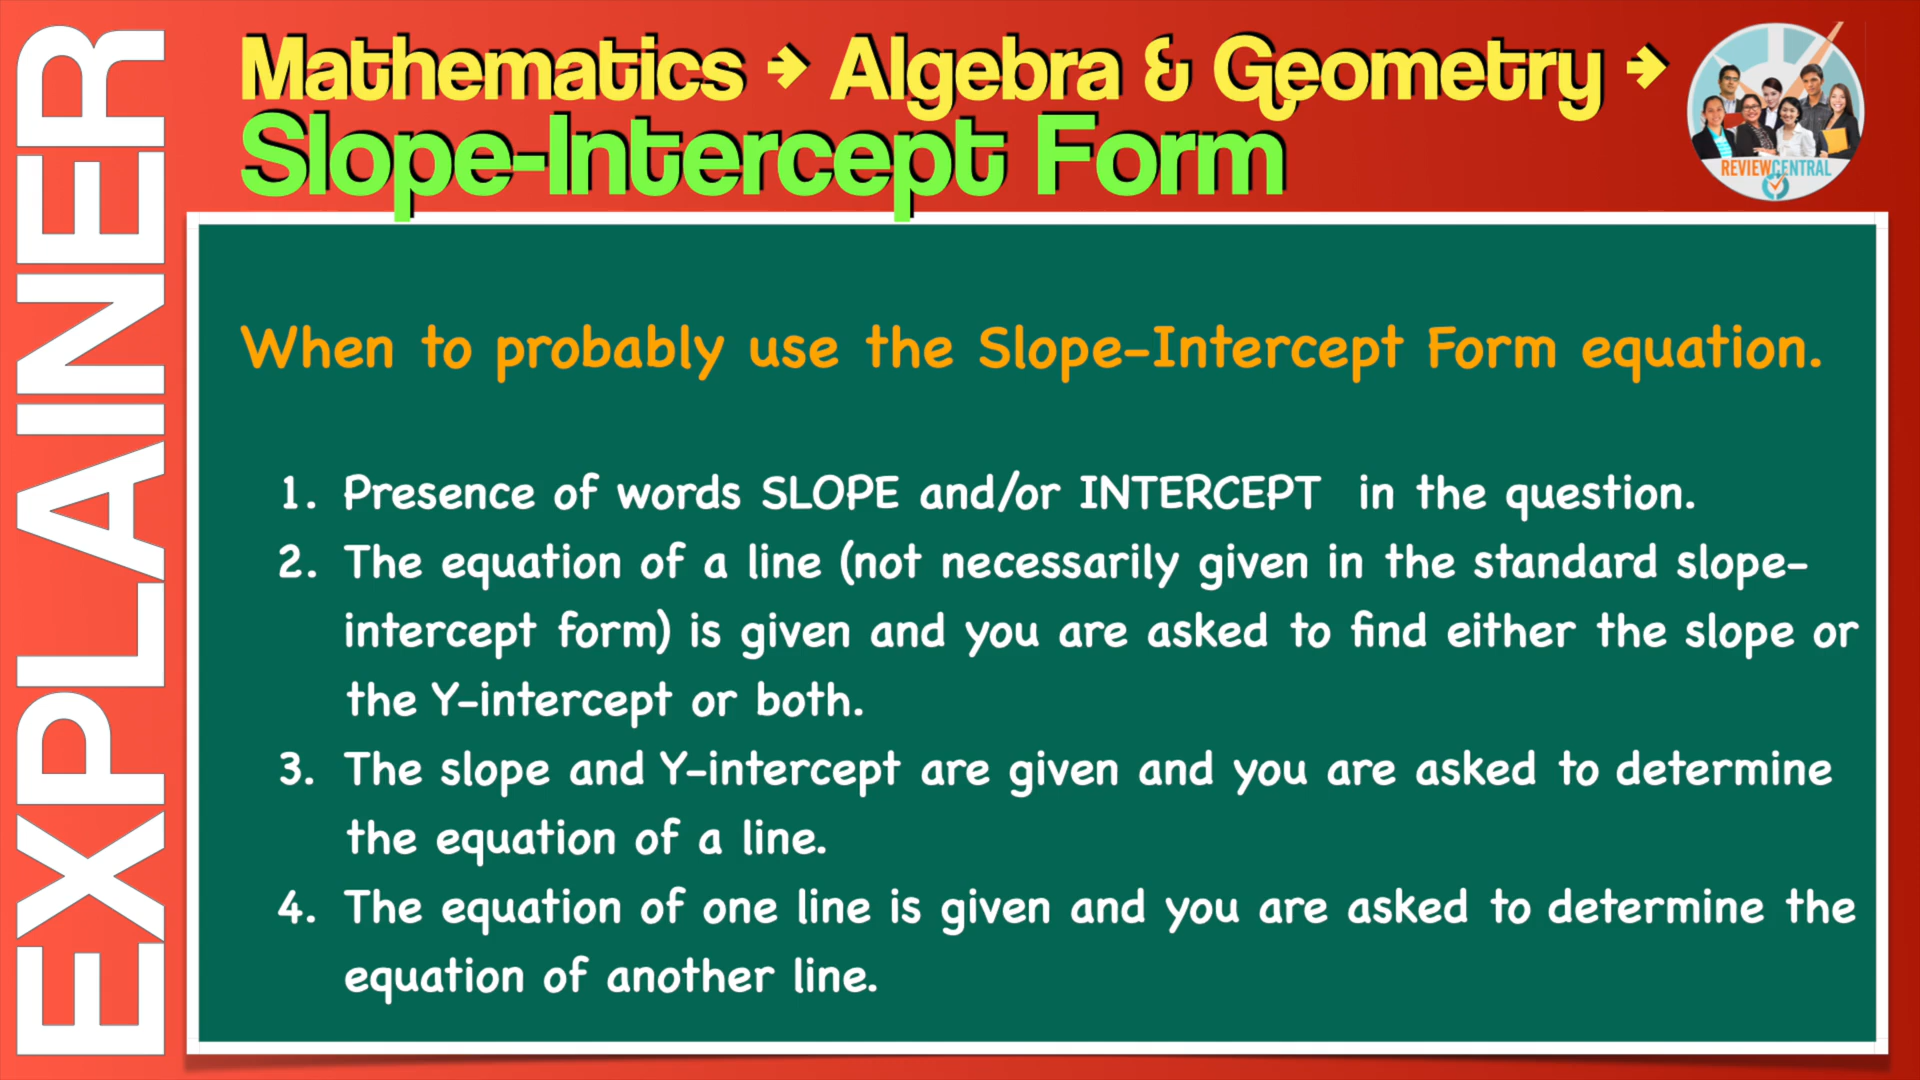 EXPLAINER
Mathematics → Algebra & Geometry →
Slope-Intercept Form
REVIEWCENTRAL
When to probably use the Slope-Intercept Form equation.
1. Presence of words SLOPE and/or INTERCEPT in the question.
2. The equation of a line (not necessarily given in the standard slope-
intercept form) is given and you are asked to find either the slope or
the Y-intercept or both.
3. The slope and Y-intercept are given and you are asked to determine
the equation of a line.
4. The equation of one line is given and you are asked to determine the
equation of another line.